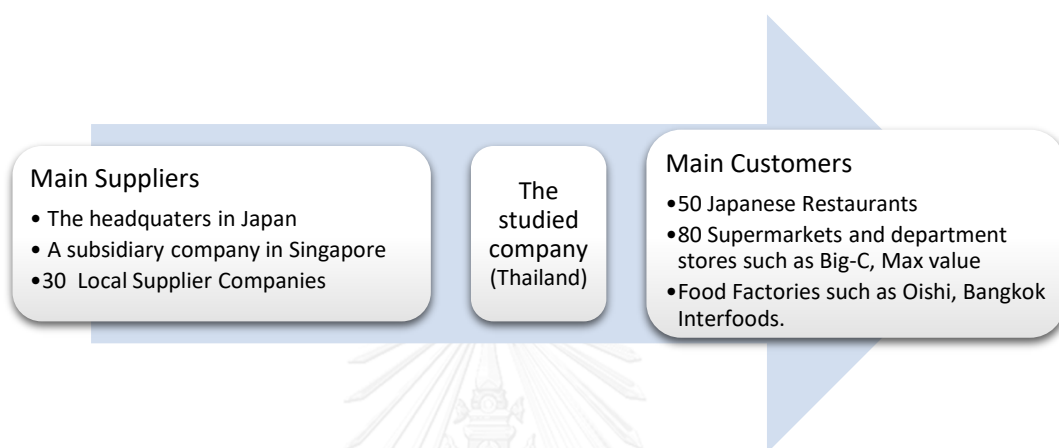 Main Suppliers
• The headquaters in Japan
• A subsidiary company in Singapore
•30 Local Supplier Companies
The
studied
company
(Thailand)
Main Customers
•50 Japanese Restaurants
•80 Supermarkets and department
stores such as Big-C, Max value
•Food Factories such as Oishi, Bangkok
Interfoods.